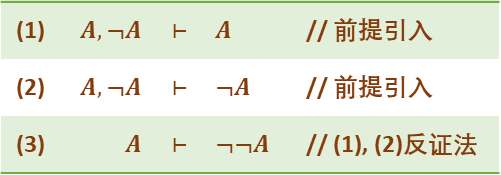 (1) A, ¬A ⊢ A // 前提引入
(2) A, ¬A ⊢ ¬A // 前提引入
(3) A ⊢ ¬¬A // (1), (2)反证法